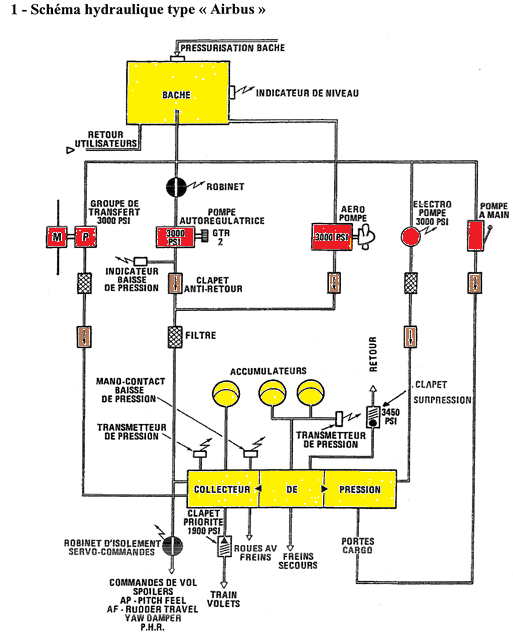 1 - Schéma hydraulique type « Airbus »
PRESSURISATION BACHE
BACHE
INDICATEUR DE NIVEAU
RETOUR
UTILISATEURS
ROBINET
GROUPE DE
TRANSFERT
3000 PSI
POMPE
AUTOREGULATRICE
AERO
POMPE
ELECTRO
POMPE
3000 PSI
POMPE
A MAIN
M
P
3000
PSI
GTR
2
3000 PSI
INDICATEUR
BAISSE
DE PRESSION
CLAPET
ANTI-RETOUR
FILTRE
RETOUR
ACCUMULATEURS
MANO-CONTACT
BAISSE
DE PRESSION
CLAPET
SURPRESSION
3450
PSI
TRANSMETTEUR
DE PRESSION
TRANSMETTEUR
DE PRESSION
COLLECTEUR
DE
PRESSION
CLAPET
PRIORITE
1900 PSI
ROBINET D'ISOLEMENT
SERVO-COMMANDES
ROUES AV
FREINS
FREINS
SECOURS
PORTES
CARGO
COMMANDES DE VOL
SPOILERS
AP - PITCH FEEL
AF - RUDDER TRAVEL
YAW DAMPER
P.H.R.
TRAIN
VOLETS